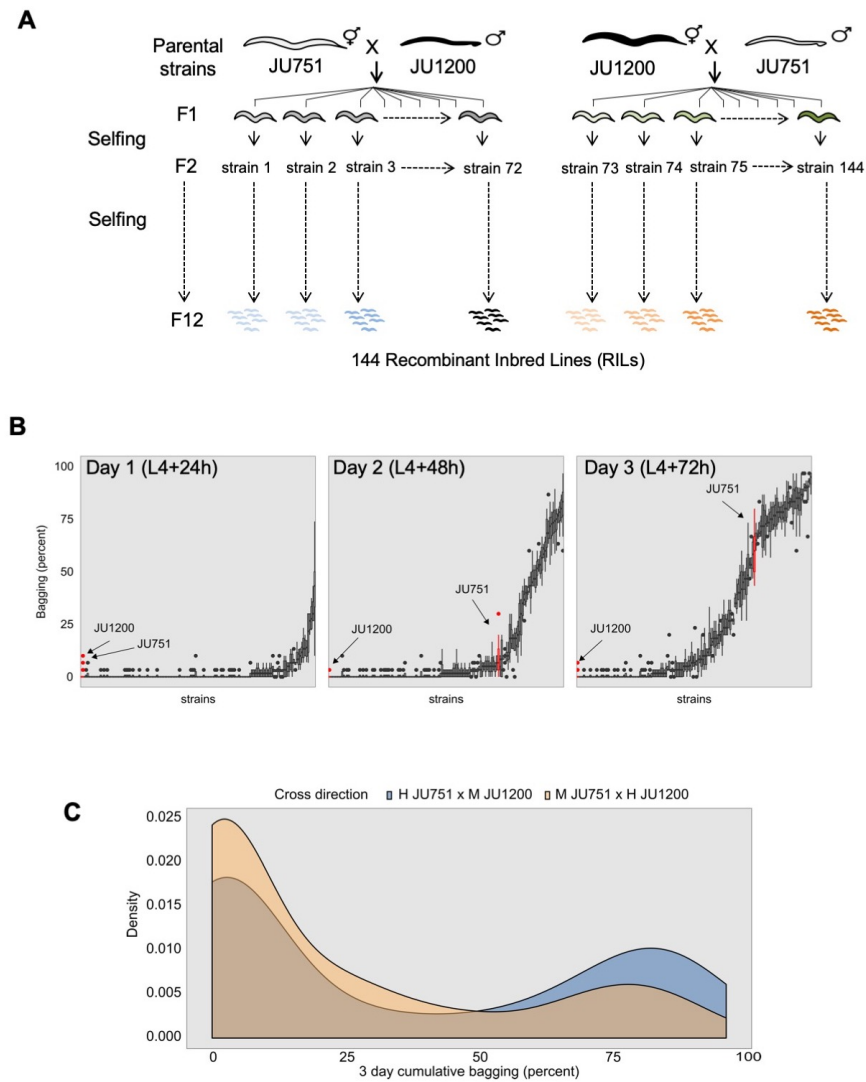 A
Parental strains
⚥ X ♂
JU751 JU1200
⚥ X ♂
JU1200 JU751
F1
Selfing
F2 strain 1 strain 2 strain 3 strain 72 strain 73 strain 74 strain 75 strain 144
Selfing
F12
144 Recombinant Inbred Lines (RILs)
B
Day 1 (L4+24h) Day 2 (L4+48h) Day 3 (L4+72h)
Bagging (percent)
100
75
50
25
0
JU1200
JU751
JU751
JU1200
JU751
JU1200
strains strains strains
C
Cross direction H JU751 x M JU1200 M JU751 x H JU1200
Density
0.025
0.020
0.015
0.010
0.005
0.000
0 25 50 75 100
3 day cumulative bagging (percent)